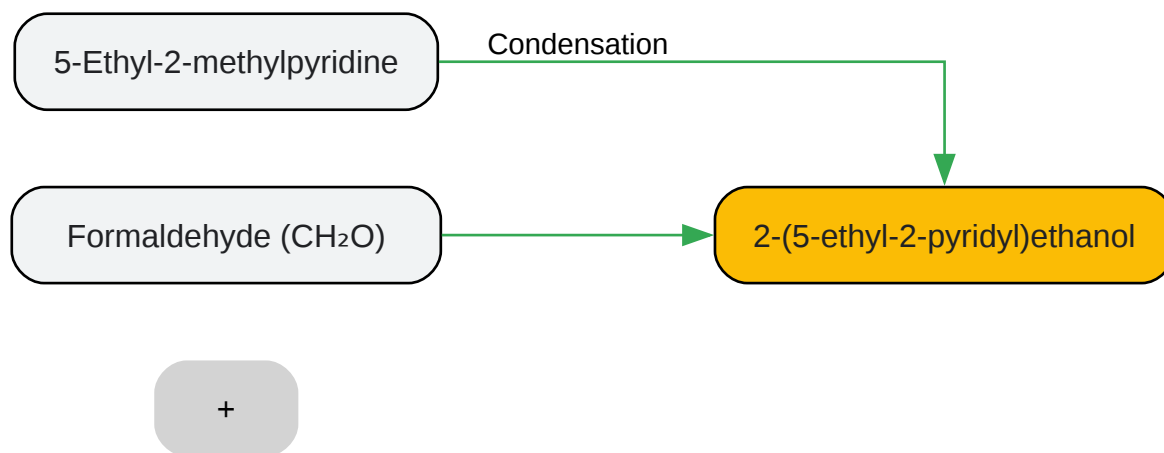 5-Ethyl-2-methylpyridine
Condensation
Formaldehyde (CH₂O)
2-(5-ethyl-2-pyridyl)ethanol
+